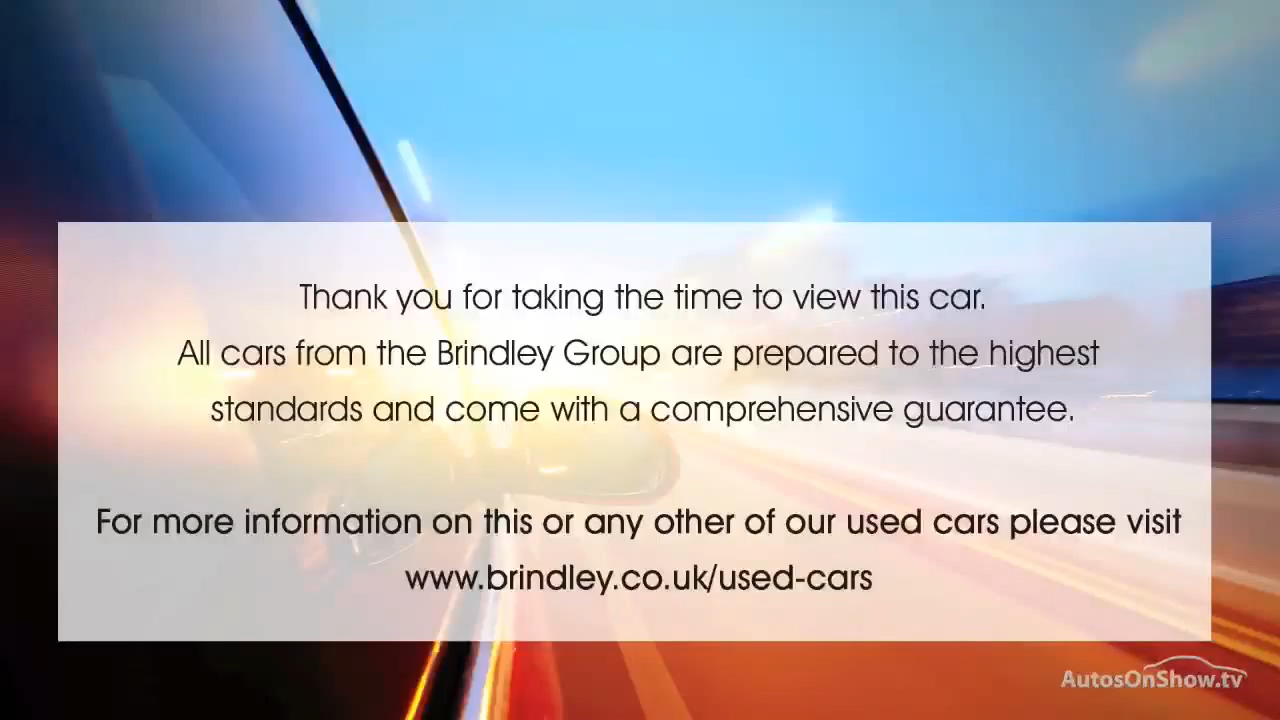 Thank you for taking the time to view this car.
All cars from the Brindley Group are prepared to the highest
standards and come with a comprehensive guarantee.
For more information on this or any other of our used cars please visit
www.brindley.co.uk/used-cars
AutosOnShow.tv